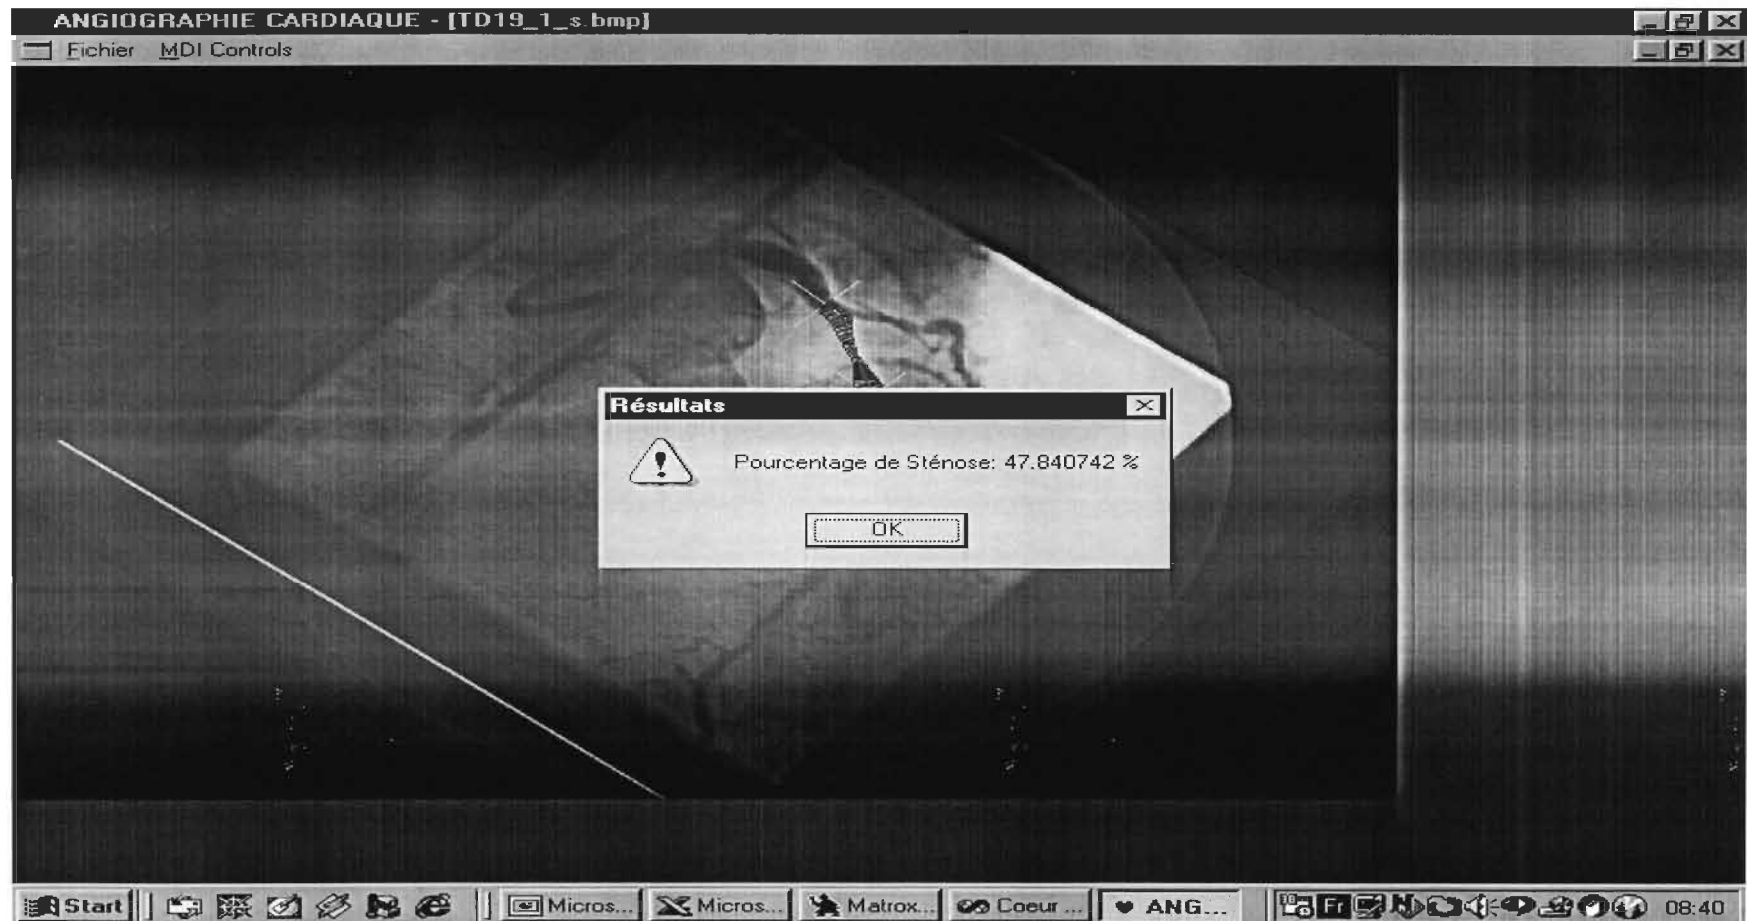 ANGIOGRAPHIE CARDIAQUE - [TD19_1_s.bmp]
Fichier MDI Controls
Résultats
Pourcentage de Sténose: 47.840742 %
OK
Start Micros... Micros... Matrox... Coeur ... ANG... 08:40